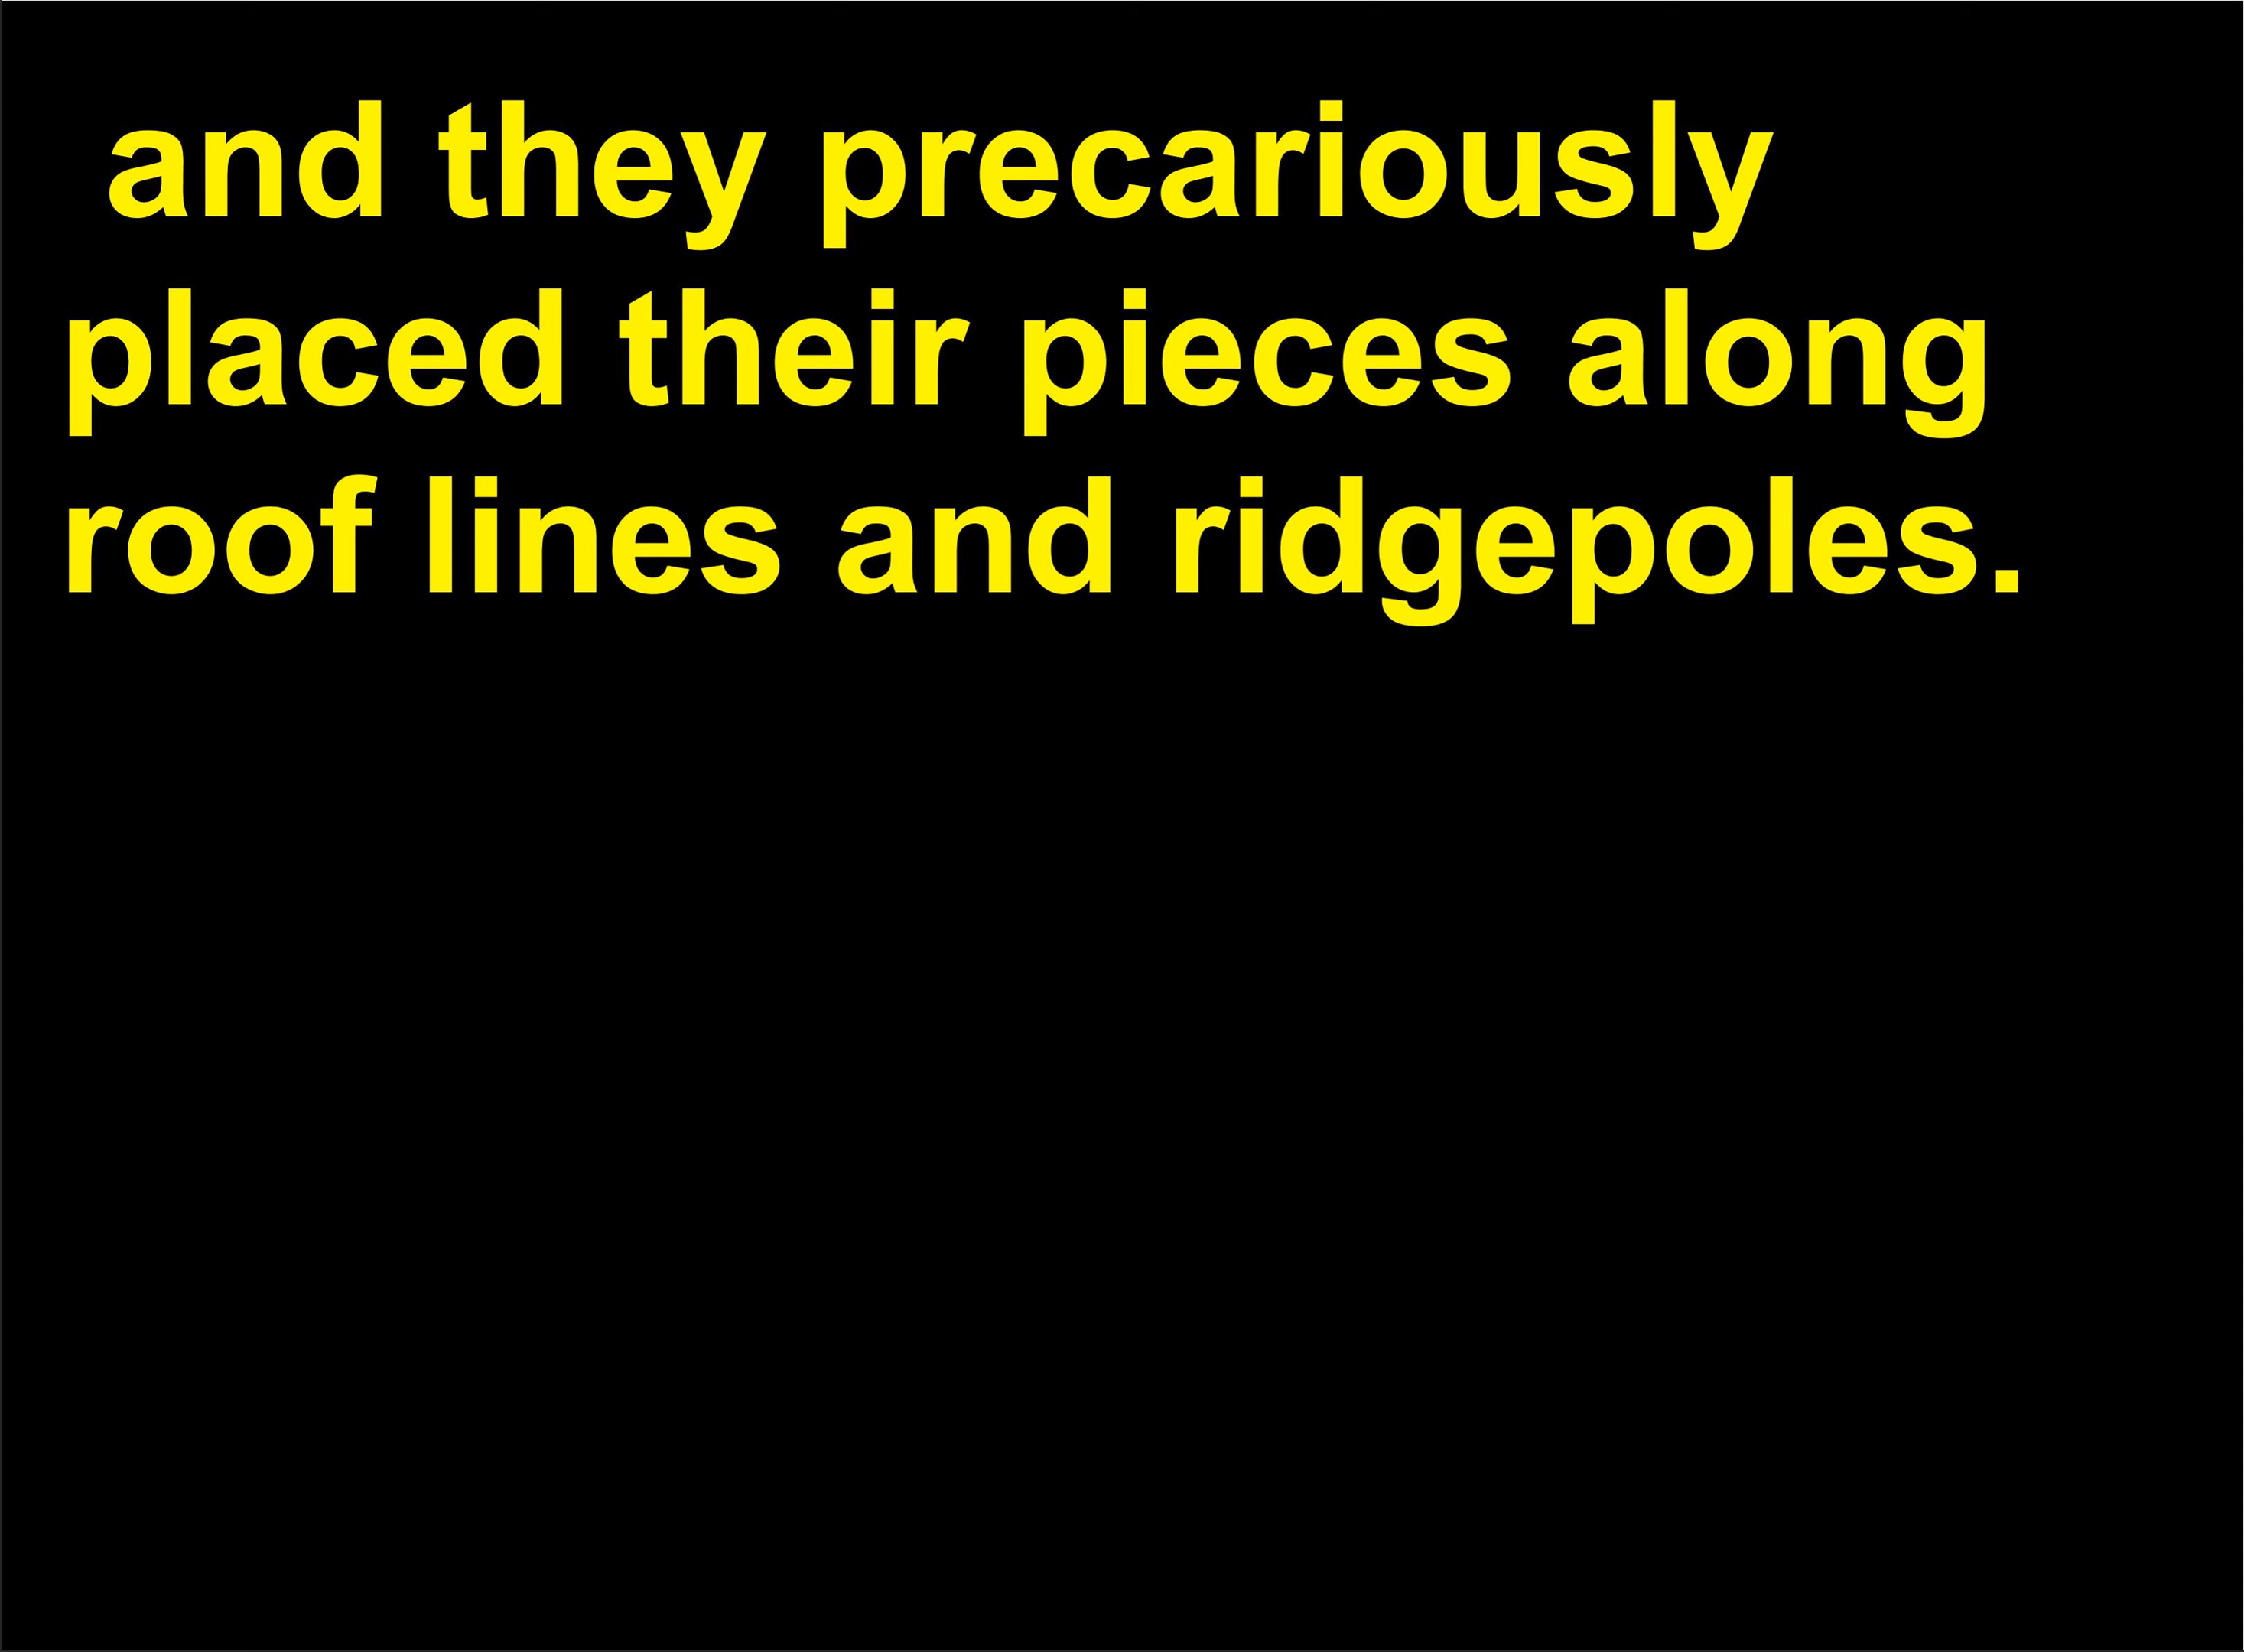 and they precariously
placed their pieces along
roof lines and ridgepoles.